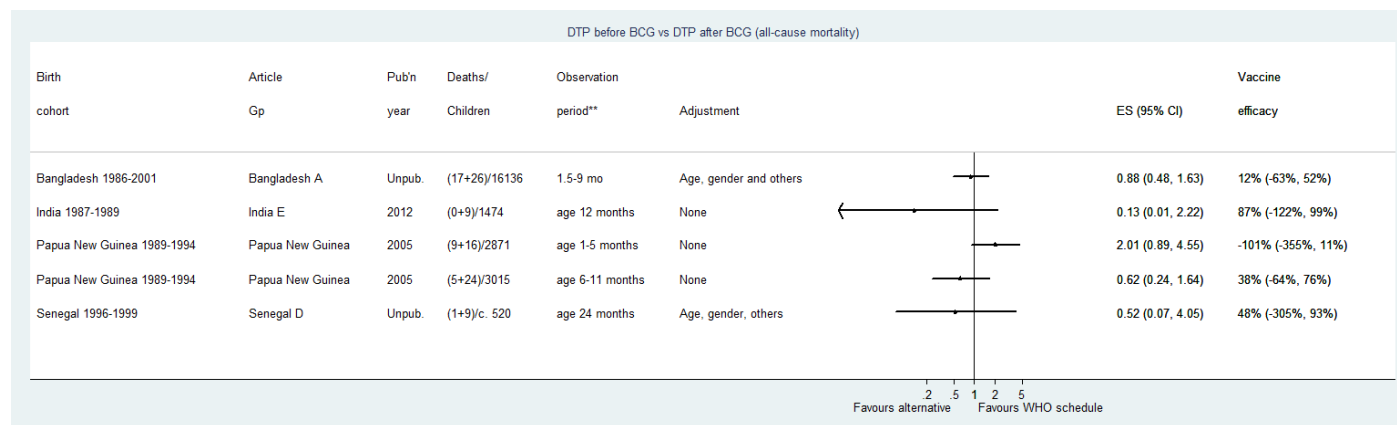 DTP before BCG vs DTP after BCG (all-cause mortality)
Birth Article Pub'n Deaths/ Observation Vaccine
cohort Gp year Children period** Adjustment ES (95% CI) efficacy
Bangladesh 1986-2001 Bangladesh A Unpub. (17+26)/16136 1.5-9 mo Age, gender and others 0.88 (0.48, 1.63) 12% (-63%, 52%)
India 1987-1989 India E 2012 (0+9)/1474 age 12 months None 0.13 (0.01, 2.22) 87% (-122%, 99%)
Papua New Guinea 1989-1994 Papua New Guinea 2005 (9+16)/2871 age 1-5 months None 2.01 (0.89, 4.55) -101% (-355%, 11%)
Papua New Guinea 1989-1994 Papua New Guinea 2005 (5+24)/3015 age 6-11 months None 0.62 (0.24, 1.64) 38% (-64%, 76%)
Senegal 1996-1999 Senegal D Unpub. (1+9)/c. 520 age 24 months Age, gender, others 0.52 (0.07, 4.05) 48% (-305%, 93%)
.2 .5 1 2 5
Favours alternative Favours WHO schedule